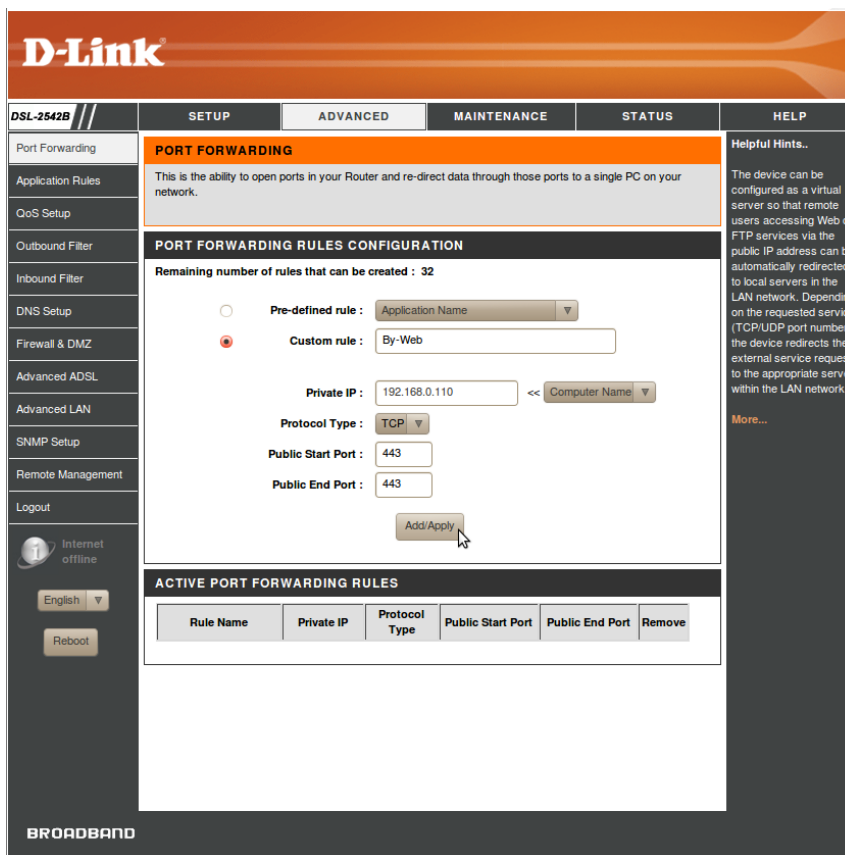 D-Link
DSL-2542B
SETUP
ADVANCED
MAINTENANCE
STATUS
HELP
Port Forwarding
Application Rules
QoS Setup
Outbound Filter
Inbound Filter
DNS Setup
Firewall & DMZ
Advanced ADSL
Advanced LAN
SNMP Setup
Remote Management
Logout
Internet
offline
English
Reboot
PORT FORWARDING
This is the ability to open ports in your Router and re-direct data through those ports to a single PC on your
network.
PORT FORWARDING RULES CONFIGURATION
Remaining number of rules that can be created : 32
Pre-defined rule : Application Name
Custom rule : By-Web
Private IP : 192.168.0.110 << Computer Name
Protocol Type : TCP
Public Start Port : 443
Public End Port : 443
Add/Apply
ACTIVE PORT FORWARDING RULES
Rule Name Private IP Protocol Type Public Start Port Public End Port Remove
Helpful Hints..
The device can be
configured as a virtual
server so that remote
users accessing Web
FTP services via the
public IP address can
automatically redirected
to local servers in the
LAN network.
on the requested
(TCP/UDP port
the device redirects the
external service
to the appropriate
within the LAN network
More...
BROADBAND